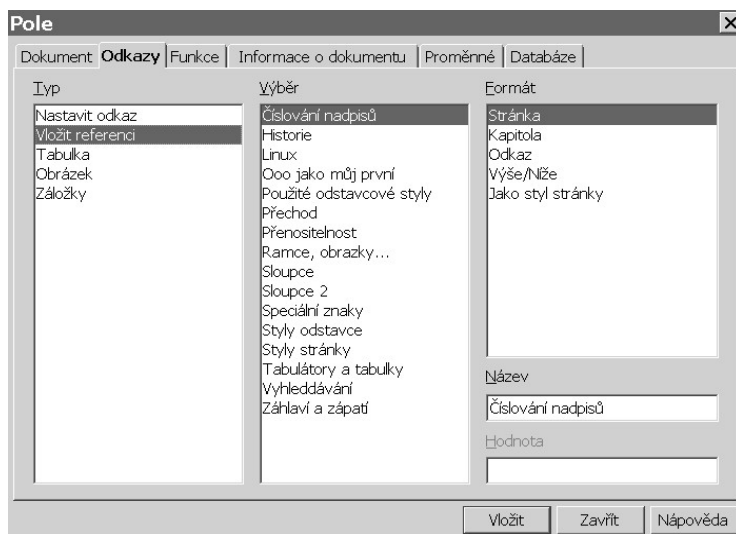 Pole
Dokument Odkazy Funkce Informace o dokumentu Proměnné Databáze
Typ
Nastavit odkaz
Vložit referenci
Tabulka
Obrázek
Záložky
Výběr
Číslování nadpisů
Historie
Linux
Ooo jako můj první
Použité odstavcové styly
Přechod
Přenositelnost
Ramce, obrazky...
Sloupce
Sloupce 2
Speciální znaky
Styly odstavce
Styly stránky
Tabulátory a tabulky
Vyhleddávání
Záhlaví a zápatí
Formát
Stránka
Kapitola
Odkaz
Výše/Níže
Jako styl stránky
Název
Číslování nadpisů
Hodnota
Vložit Zavřít Nápověda